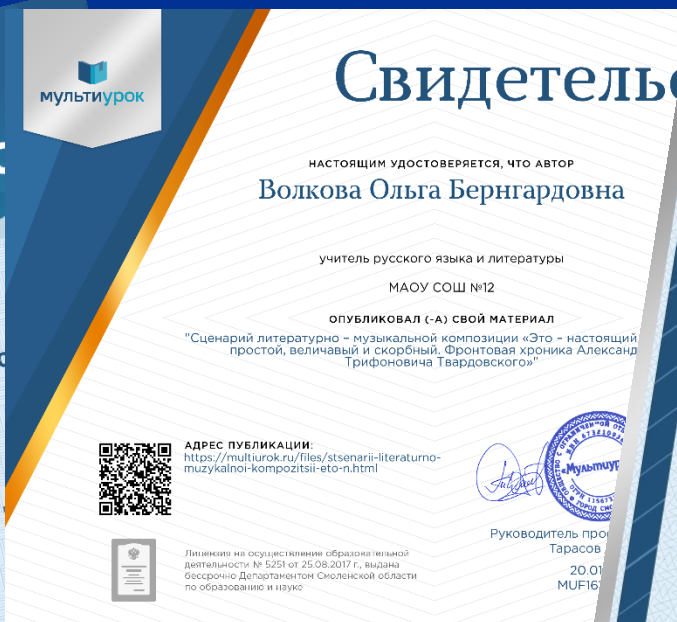 мультиурок
Свидетельс
НАСТОЯЩИМ УДОСТОВЕРЯЕТСЯ, ЧТО АВТОР
Волкова Ольга Бернгардовна
учитель русского языка и литературы
МАОУ СОШ №12
ОПУБЛИКОВАЛ (-А) СВОЙ МАТЕРИАЛ
"Сценарий литературно – музыкальной композиции «Это – настоящий,
простой, величавый и скорбный. Фронтовая хроника Александ
Трифоновича Твардовского»"
АДРЕС ПУБЛИКАЦИИ:
https://multiurok.ru/files/stsenarii-literaturno-
muzykalnoi-kompozitsii-eto-n.html
Лицензия на осуществление образовательной
деятельности № 5251 от 25.08.2017 г., выдана
бессрочно Департаментом Смоленской области
по образованию и науке
Руководитель про
Тарасов
20.01
MUF16